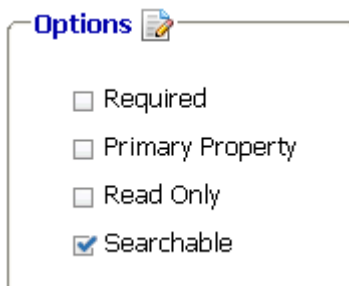 Options
Required
Primary Property
Read Only
Searchable